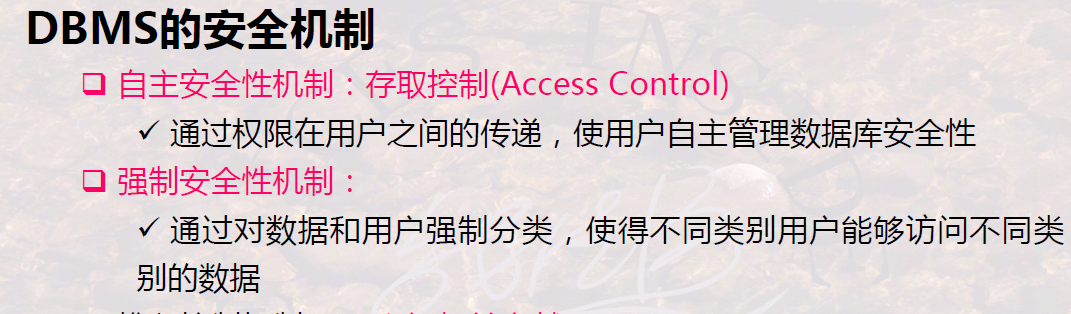 DBMS的安全机制
❑ 自主安全性机制：存取控制(Access Control)
✓ 通过权限在用户之间的传递，使用户自主管理数据库安全性
❑ 强制安全性机制：
✓ 通过对数据和用户强制分类，使得不同类别用户能够访问不同类
别的数据